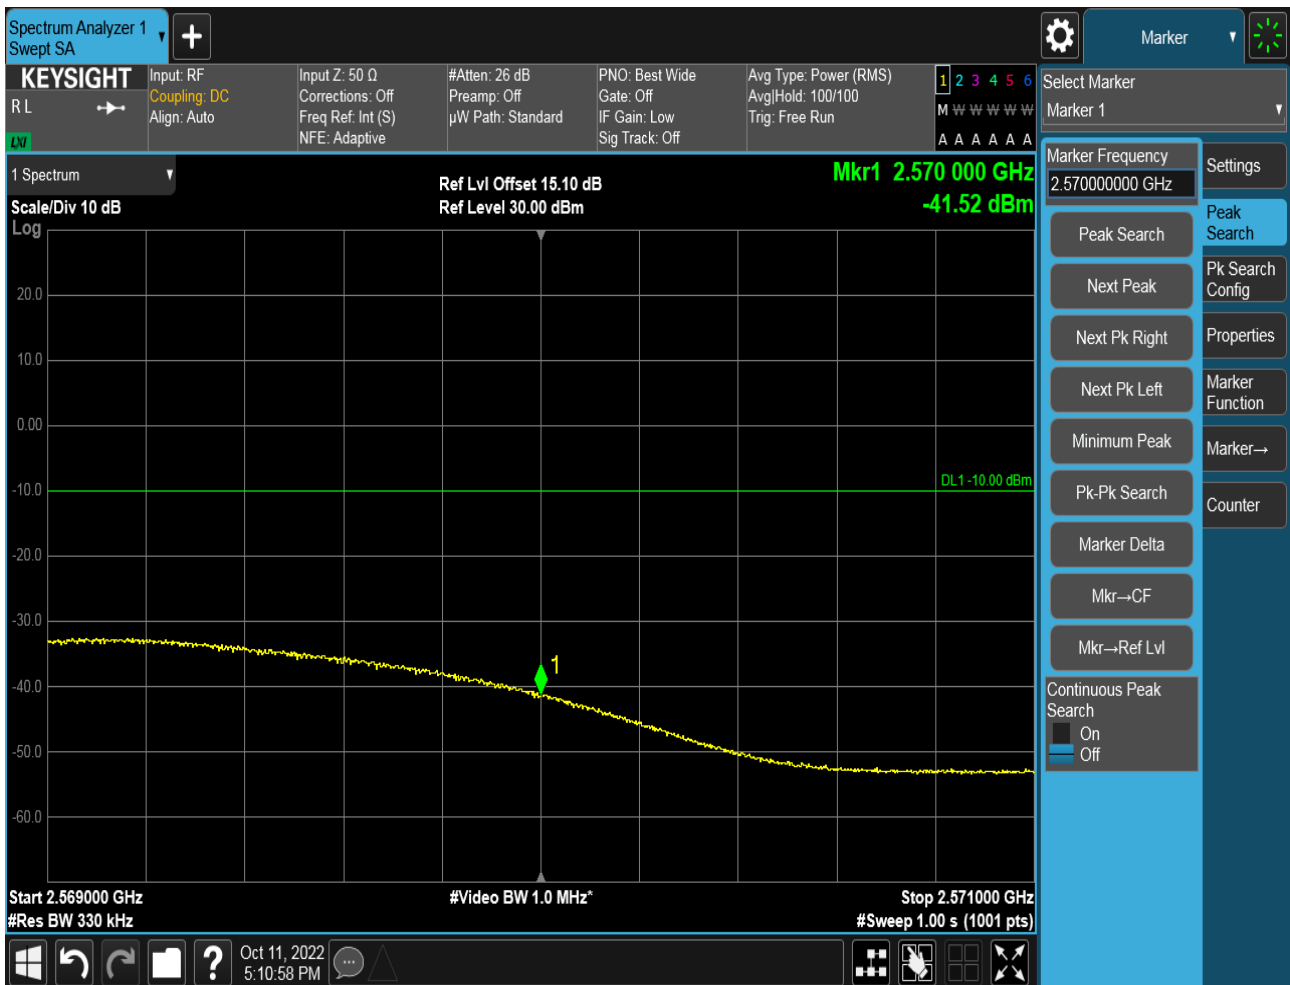 Spectrum Analyzer 1
Swept SA
Marker
KEYSIGHT
R L
LXI
Input: RF
Coupling: DC
Align: Auto
Input Z: 50 Ω
Corrections: Off
Freq Ref: Int (S)
NFE: Adaptive
#Atten: 26 dB
Preamp: Off
µW Path: Standard
PNO: Best Wide
Gate: Off
IF Gain: Low
Sig Track: Off
Avg Type: Power (RMS)
Avg|Hold: 100/100
Trig: Free Run
1 2 3 4 5 6
M W W W W W
A A A A A A
Select Marker
Marker 1
1 Spectrum
Scale/Div 10 dB
Log
Ref Lvl Offset 15.10 dB
Ref Level 30.00 dBm
Mkr1 2.570 000 GHz
-41.52 dBm
20.0
10.0
0.00
-10.0
-20.0
-30.0
-40.0
-50.0
-60.0
DL1 -10.00 dBm
1
Start 2.569000 GHz
#Res BW 330 kHz
#Video BW 1.0 MHz*
Stop 2.571000 GHz
#Sweep 1.00 s (1001 pts)
Marker Frequency
2.570000000 GHz
Peak Search
Next Peak
Next Pk Right
Next Pk Left
Minimum Peak
Pk-Pk Search
Marker Delta
Mkr→CF
Mkr→Ref Lvl
Continuous Peak
Search
On
Off
Settings
Peak
Search
Pk Search
Config
Properties
Marker
Function
Marker→
Counter
?
Oct 11, 2022
5:10:58 PM